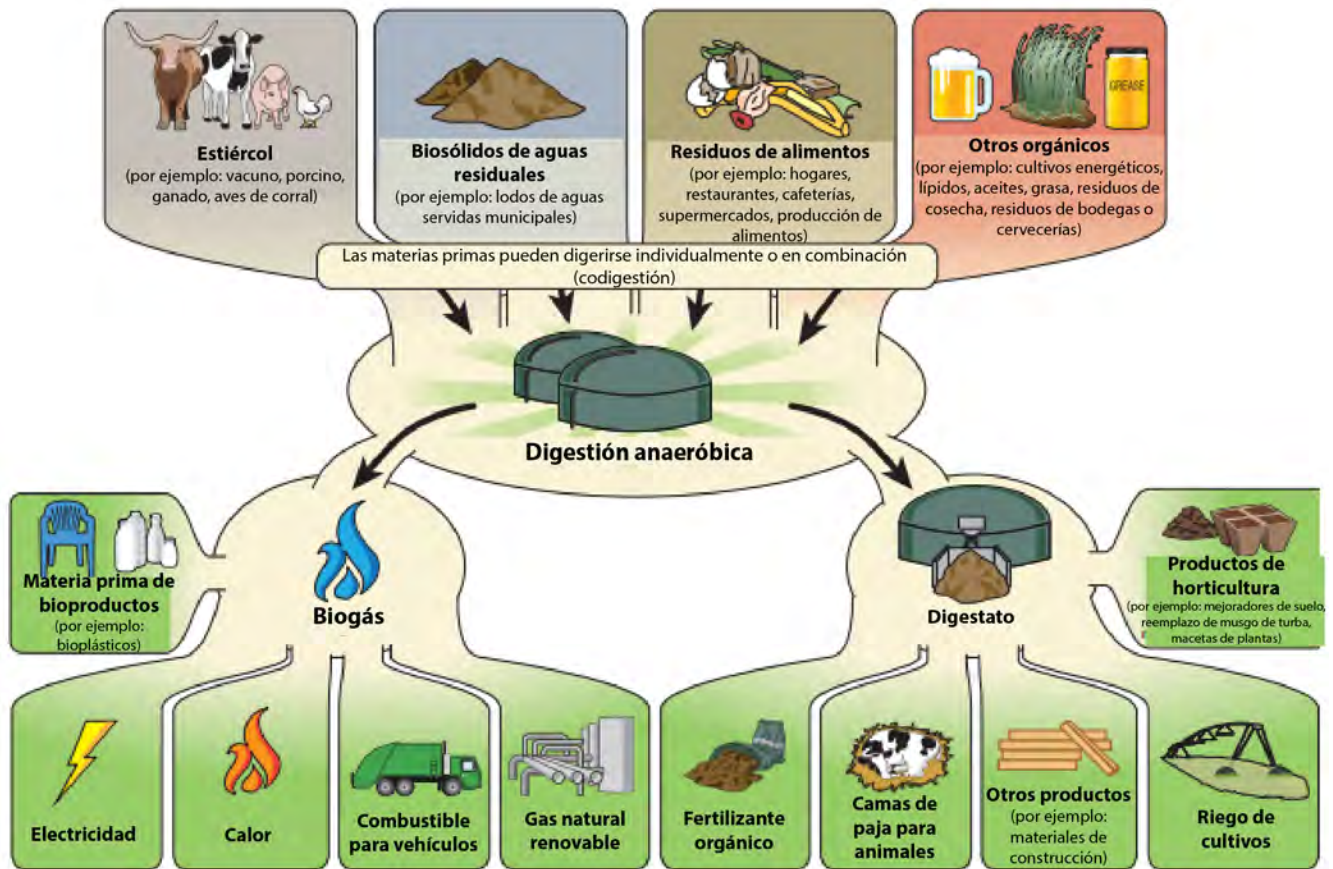 Estiércol
(por ejemplo: vacuno, porcino,
ganado, aves de corral)
Biosólidos de aguas
residuales
(por ejemplo: lodos de aguas
servidas municipales)
Residuos de alimentos
(por ejemplo: hogares,
restaurantes, cafeterías,
supermercados, producción de
alimentos)
GREASE
Otros orgánicos
(por ejemplo: cultivos energéticos,
lípidos, aceites, grasa, residuos de
cosecha, residuos de bodegas o
cervecerías)
Las materias primas pueden digerirse individualmente o en combinación
(codigestión)
Digestión anaeróbica
Materia prima de
bioproductos
(por ejemplo:
bioplásticos)
Biogás
Digestato
Productos de
horticultura
(por ejemplo: mejoradores de suelo,
reemplazo de musgo de turba,
macetas de plantas)
Electricidad
Calor
Combustible
para vehículos
Gas natural
renovable
Fertilizante
orgánico
Camas de
paja para
animales
Otros productos
(por ejemplo:
materiales de
construcción)
Riego de
cultivos